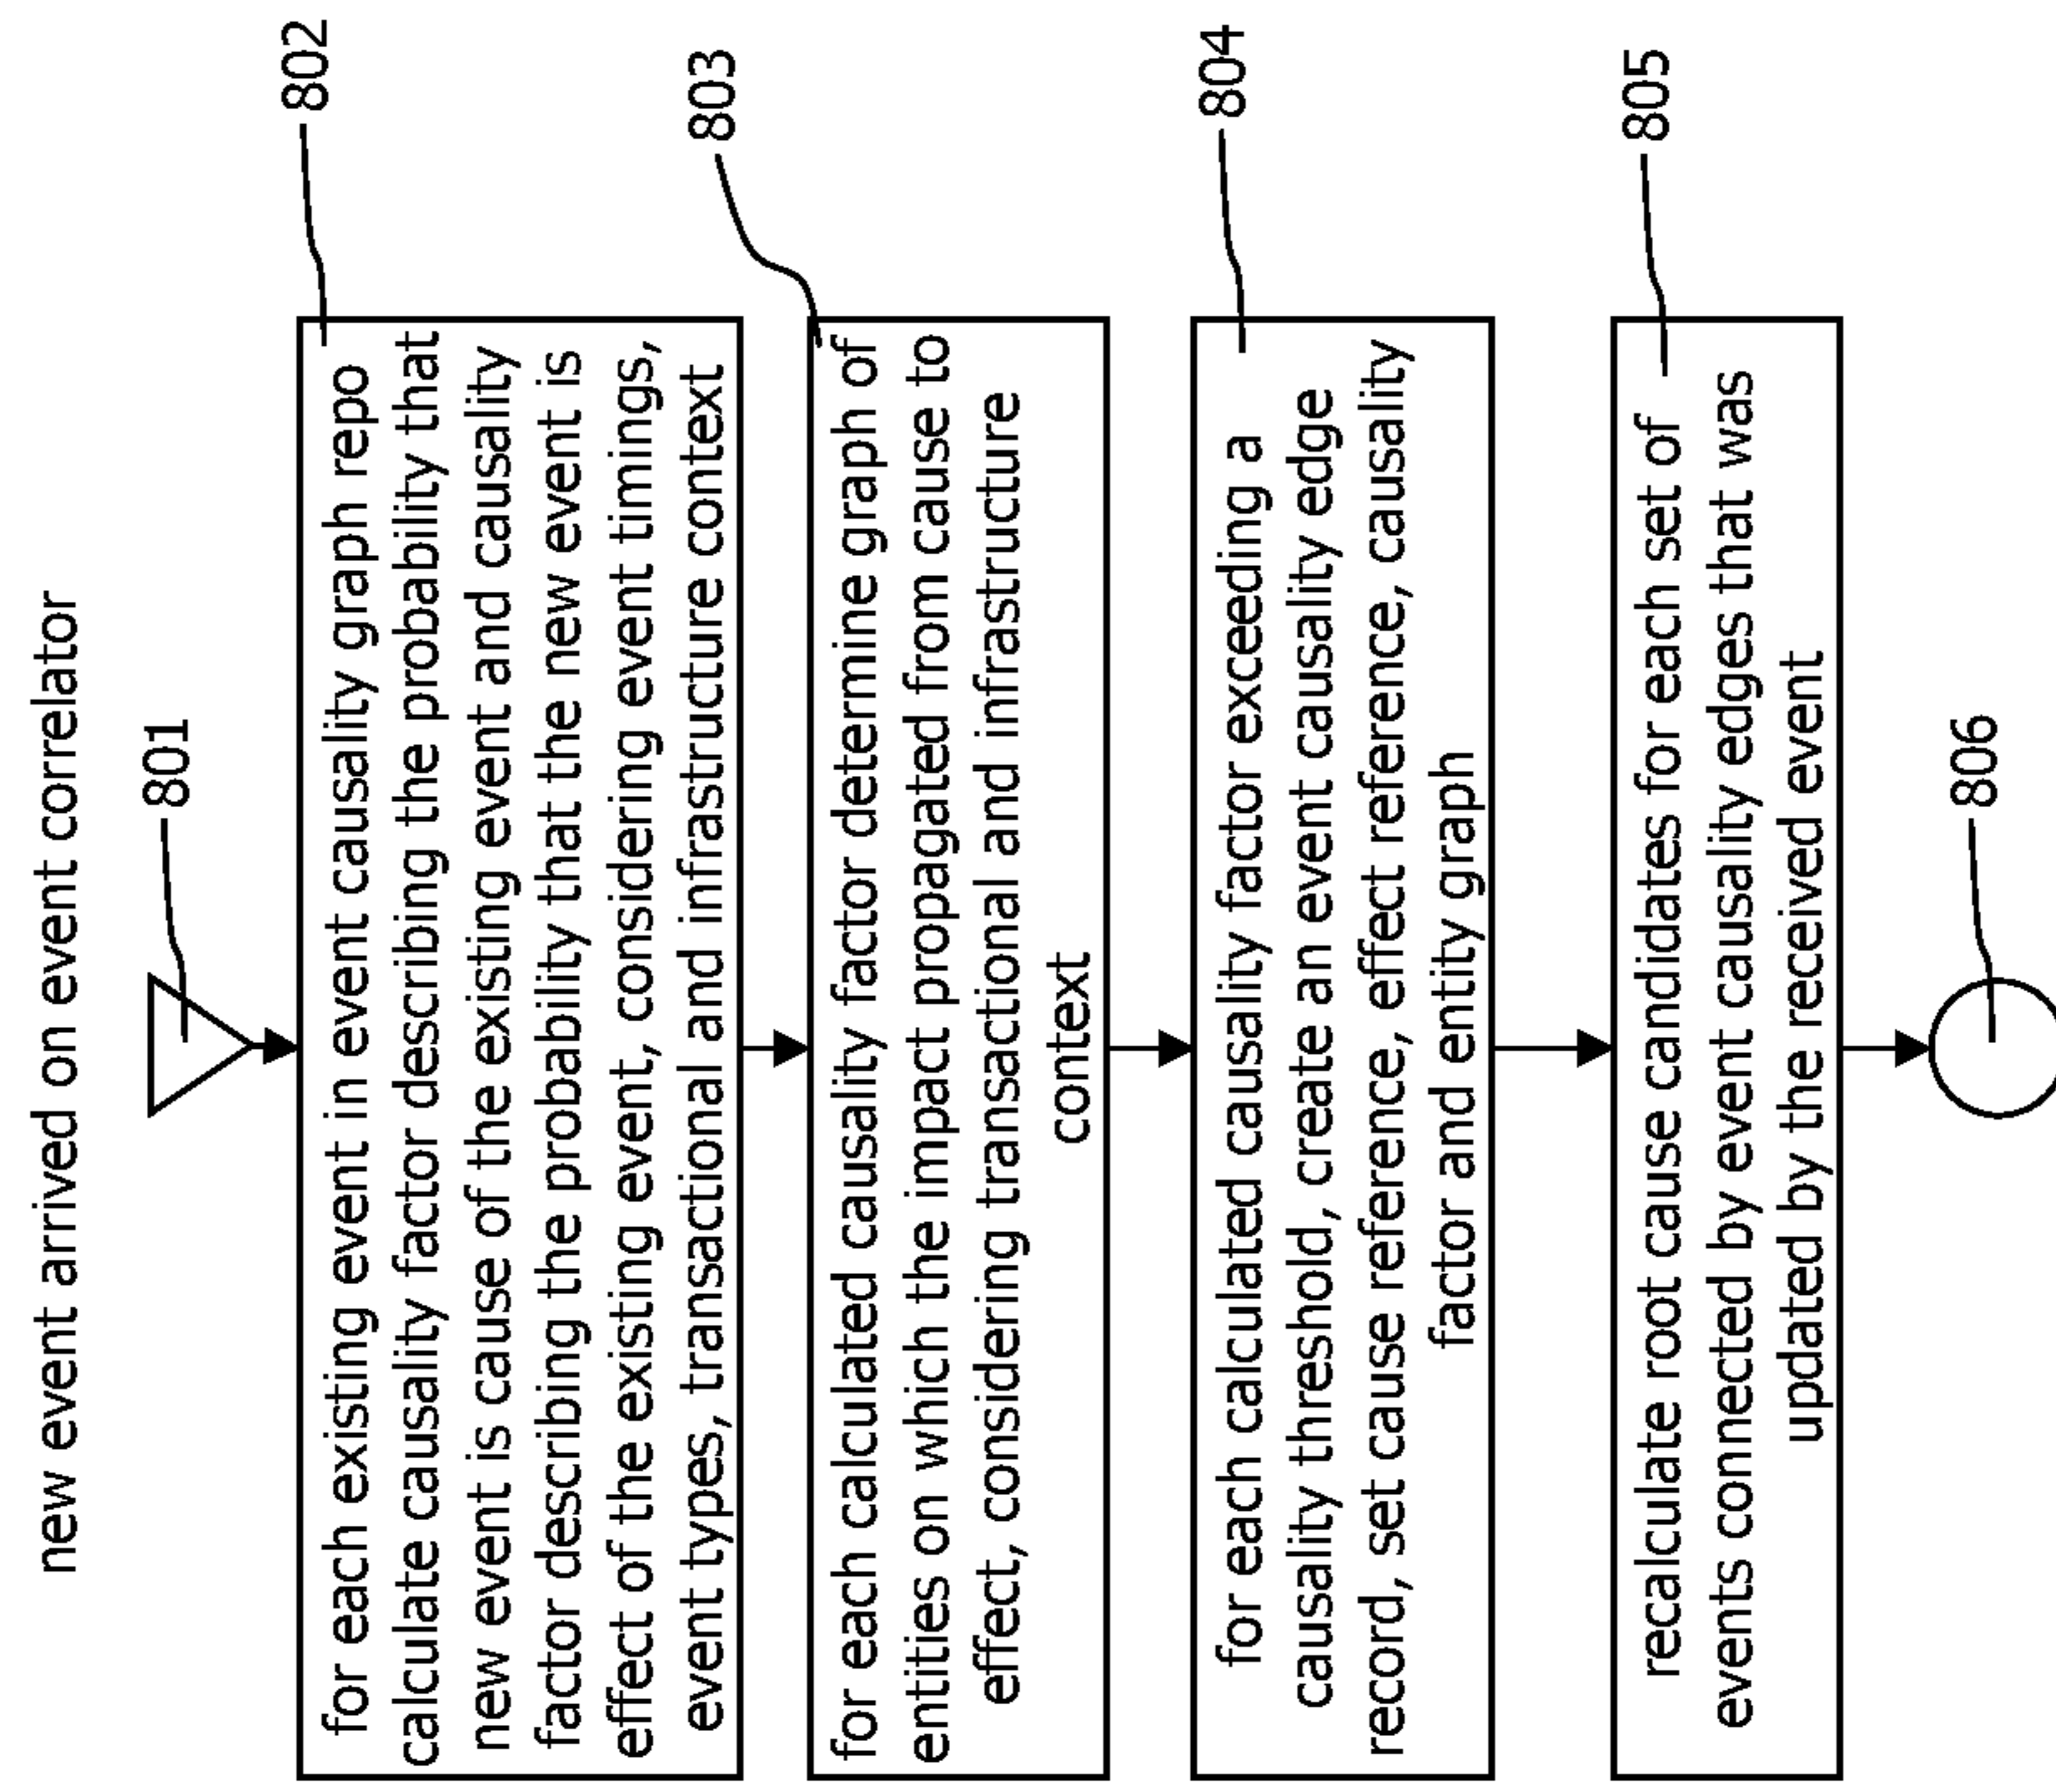 new event arrived on event correlator
801
802
for each existing event in event causality graph repo
calculate causality factor describing the probability that
new event is cause of the existing event and causality
factor describing the probability that the new event is
effect of the existing event, considering event timings,
event types, transactional and infrastructure context
803
for each calculated causality factor determine graph of
entities on which the impact propagated from cause to
effect, considering transactional and infrastructure
context
804
for each calculated causality factor exceeding a
causality threshold, create an event causality edge
record, set cause reference, effect reference, causality
factor and entity graph
805
recalculate root cause candidates for each set of
events connected by event causality edges that was
updated by the received event
806